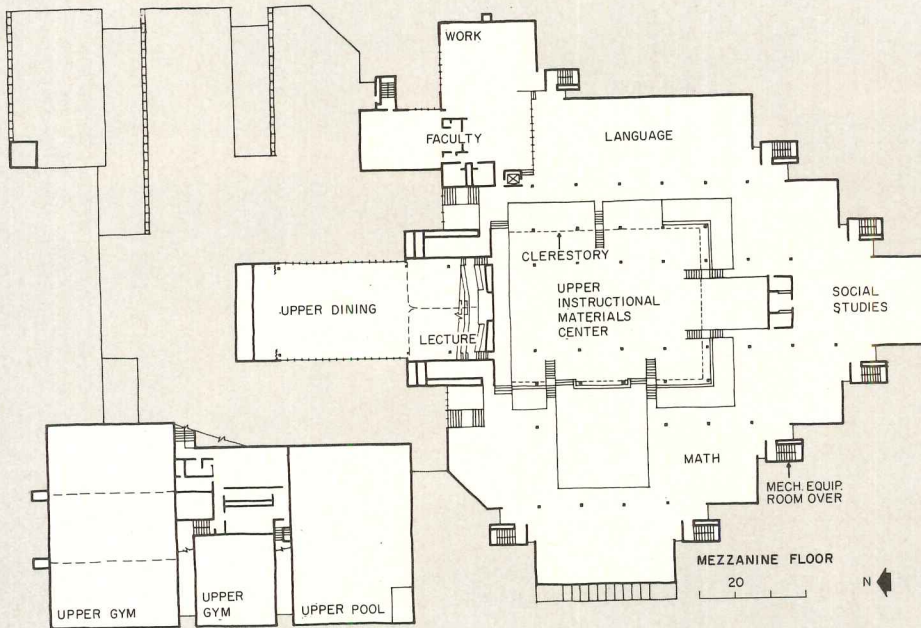 WORK
LANGUAGE
FACULTY
CLERESTORY
UPPER DINING
UPPER
INSTRUCTIONAL
MATERIALS
CENTER
SOCIAL
STUDIES
LECTURE
MATH
MECH. EQUIP.
ROOM OVER
MEZZANINE FLOOR
20
N
UPPER GYM
UPPER
GYM
UPPER POOL